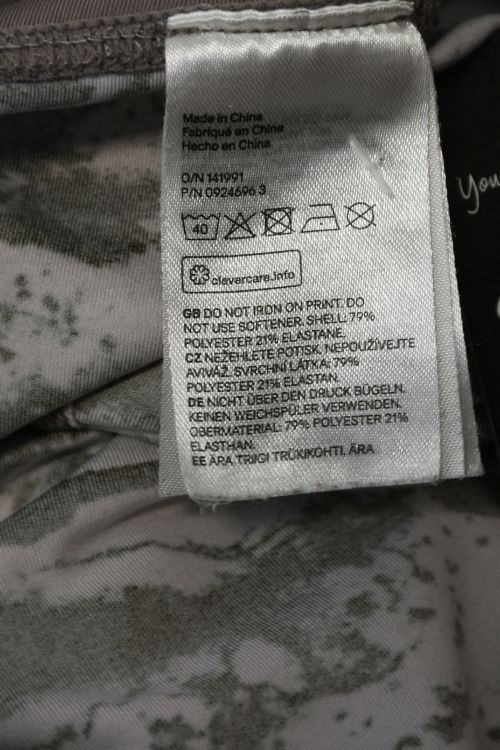 Made in China
Fabriqué en Chine
Hecho en China
O/N 141991
P/N 0924696 3
40
clevercare.info
GB DO NOT IRON ON PRINT. DO
NOT USE SOFTENER. SHELL: 79%
POLYESTER 21% ELASTANE.
CZ NEŽEHLETE POTISK. NEPOUŽÍVEJTE
AVIVÁŽ. SVRCHNÍ LÁTKA: 79%
POLYESTER 21% ELASTAN.
DE NICHT ÜBER DEN DRUCK BÜGELN.
KEINEN WEICHSPÜLER VERWENDEN.
OBERMATERIAL: 79% POLYESTER 21%
ELASTHAN.
EE ÄRA TRIIGI TRÜKIKOHTI. ÄRA
You